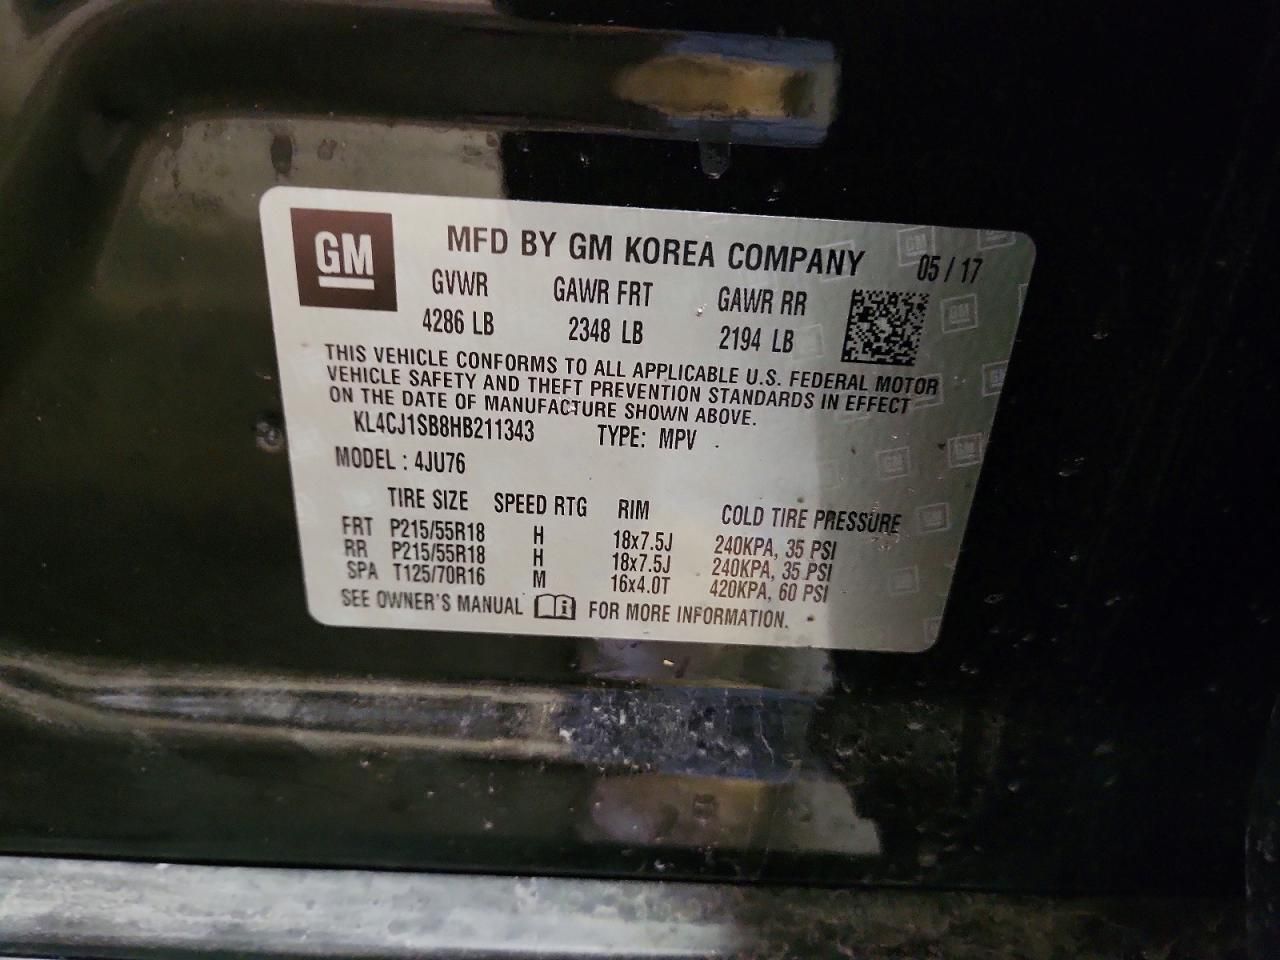 GM
MFD BY GM KOREA COMPANY 05 / 17
GVWR GAWR FRT GAWR RR
4286 LB 2348 LB 2194 LB
THIS VEHICLE CONFORMS TO ALL APPLICABLE U.S. FEDERAL MOTOR
VEHICLE SAFETY AND THEFT PREVENTION STANDARDS IN EFFECT
ON THE DATE OF MANUFACTURE SHOWN ABOVE.
KL4CJ1SB8HB211343 TYPE: MPV
MODEL : 4JU76
TIRE SIZE SPEED RTG RIM COLD TIRE PRESSURE
FRT P215/55R18 H 18x7.5J 240KPA, 35 PSI
RR P215/55R18 H 18x7.5J 240KPA, 35 PSI
SPA T125/70R16 M 16x4.0T 420KPA, 60 PSI
SEE OWNER'S MANUAL i FOR MORE INFORMATION.